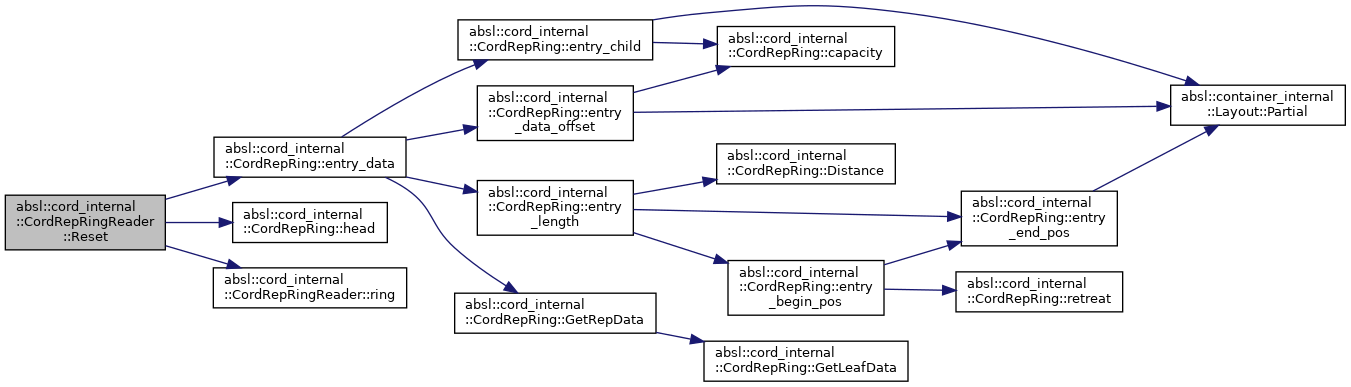 absl::cord_internal
::CordRepRingReader
::Reset
absl::cord_internal
::CordRepRing::entry_data
absl::cord_internal
::CordRepRing::head
absl::cord_internal
::CordRepRingReader::ring
absl::cord_internal
::CordRepRing::entry_child
absl::cord_internal
::CordRepRing::entry
_data_offset
absl::cord_internal
::CordRepRing::entry
_length
absl::cord_internal
::CordRepRing::GetRepData
absl::cord_internal
::CordRepRing::capacity
absl::cord_internal
::CordRepRing::Distance
absl::cord_internal
::CordRepRing::entry
_begin_pos
absl::cord_internal
::CordRepRing::GetLeafData
absl::cord_internal
::CordRepRing::entry
_end_pos
absl::cord_internal
::CordRepRing::retreat
absl::container_internal
::Layout::Partial